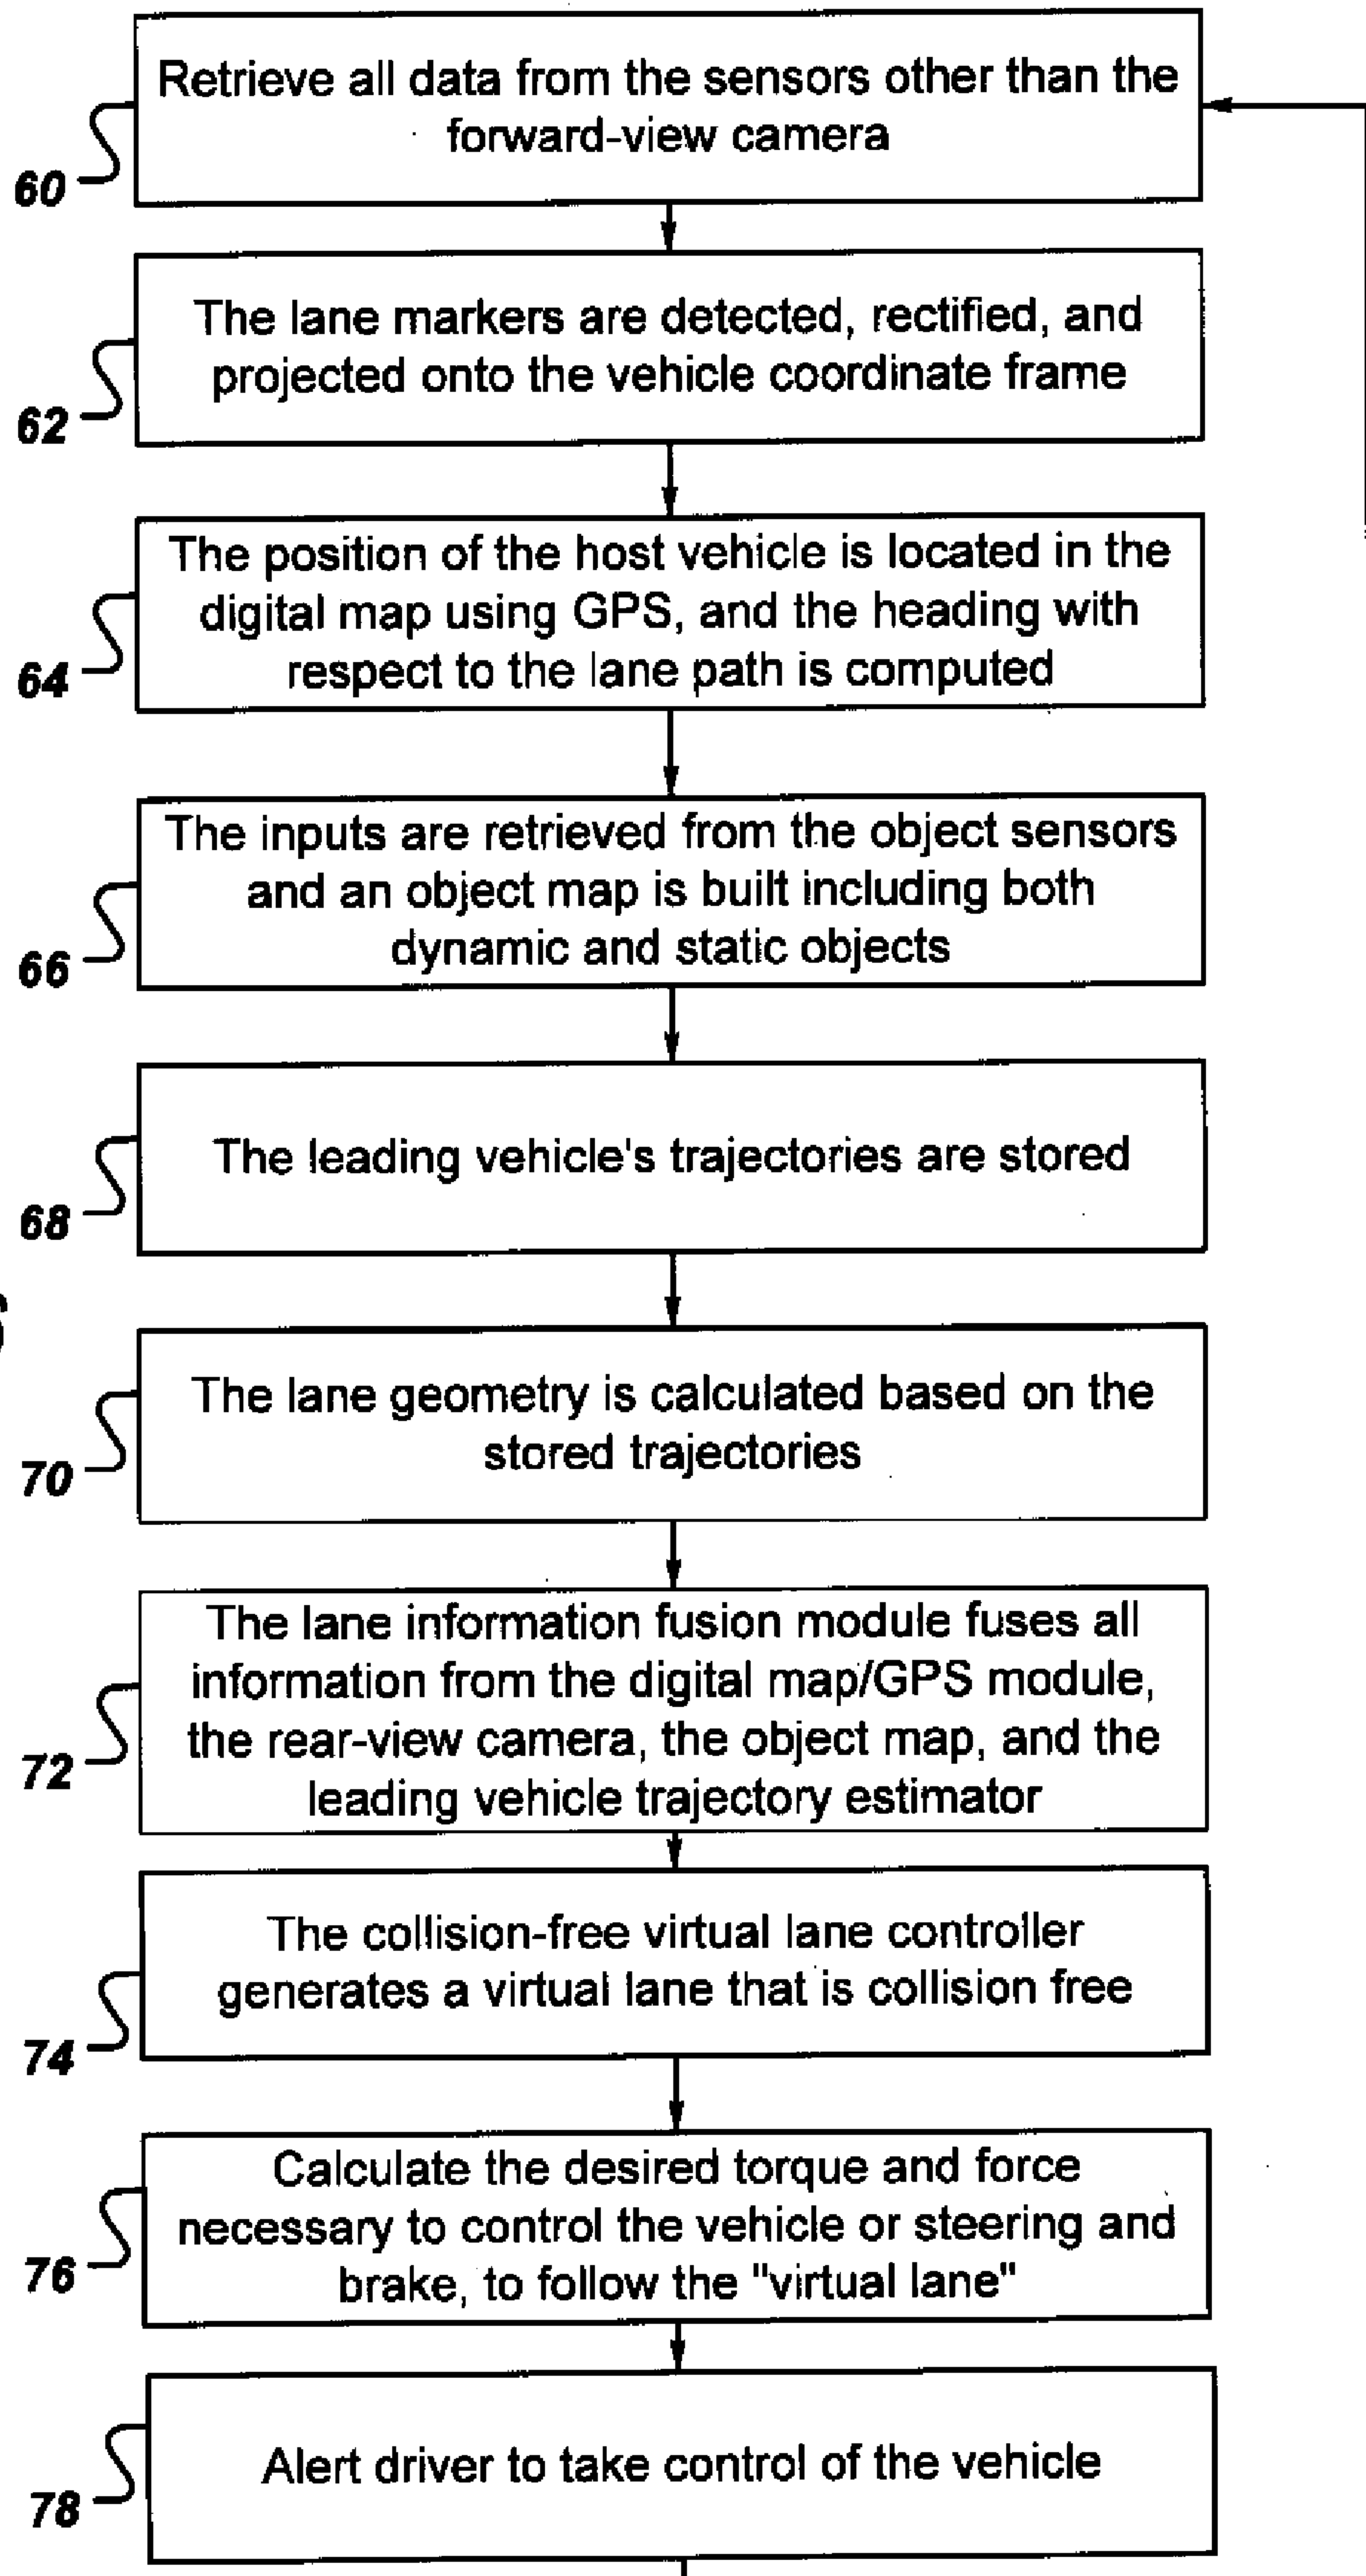 Retrieve all data from the sensors other than the
forward-view camera
60
The lane markers are detected, rectified, and
projected onto the vehicle coordinate frame
62
The position of the host vehicle is located in the
digital map using GPS, and the heading with
respect to the lane path is computed
64
The inputs are retrieved from the object sensors
and an object map is built including both
dynamic and static objects
66
The leading vehicle's trajectories are stored
68
The lane geometry is calculated based on the
stored trajectories
70
The lane information fusion module fuses all
information from the digital map/GPS module,
the rear-view camera, the object map, and the
leading vehicle trajectory estimator
72
The collision-free virtual lane controller
generates a virtual lane that is collision free
74
Calculate the desired torque and force
necessary to control the vehicle or steering and
brake, to follow the "virtual lane"
76
Alert driver to take control of the vehicle
78